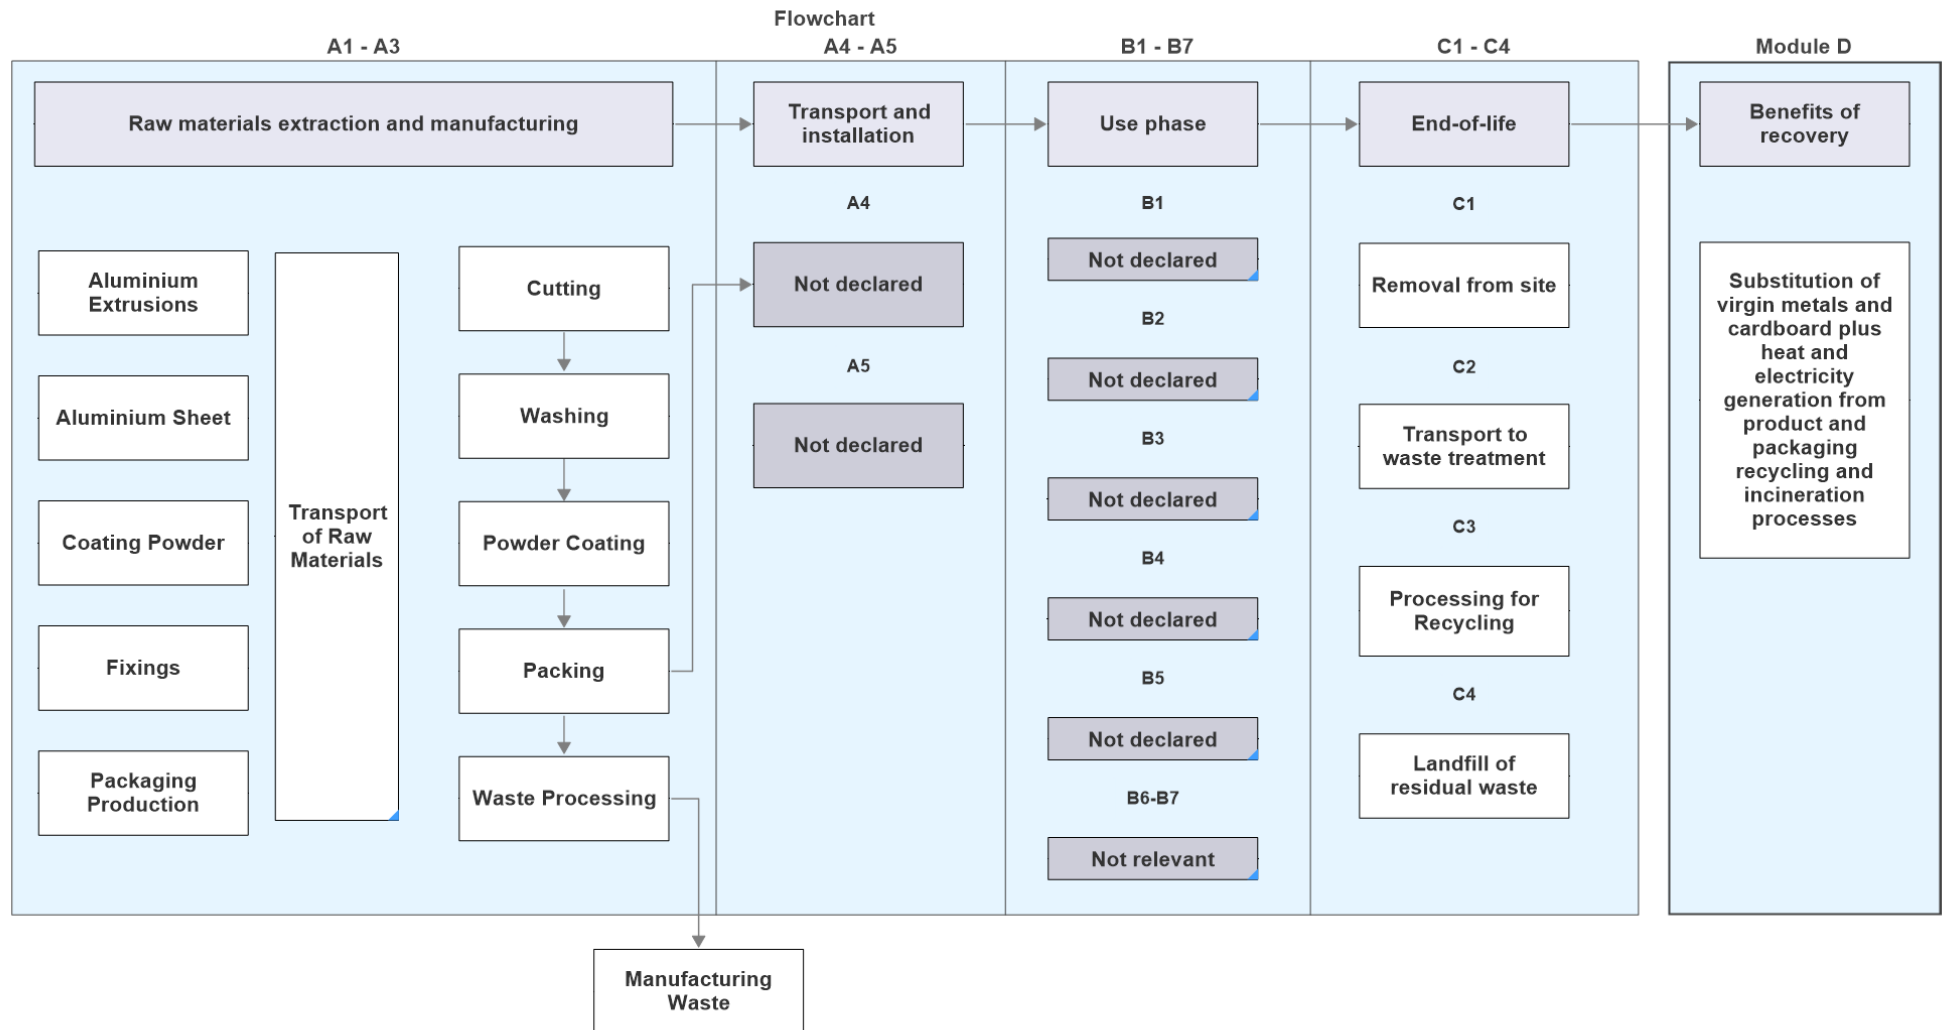 Flowchart
A1 - A3
A4 - A5
B1 - B7
C1 - C4
Module D
Raw materials extraction and manufacturing
Transport and
installation
Use phase
End-of-life
Benefits of
recovery
Aluminium
Extrusions
Aluminium Sheet
Coating Powder
Fixings
Packaging
Production
Transport
of Raw
Materials
Cutting
Washing
Powder Coating
Packing
Waste Processing
Manufacturing
Waste
A4
Not declared
A5
Not declared
B1
Not declared
B2
Not declared
B3
Not declared
B4
Not declared
B5
Not declared
B6-B7
Not relevant
C1
Removal from site
C2
Transport to
waste treatment
C3
Processing for
Recycling
C4
Landfill of
residual waste
Substitution of
virgin metals and
cardboard plus
heat and
electricity
generation from
product and
packaging
recycling and
incineration
processes